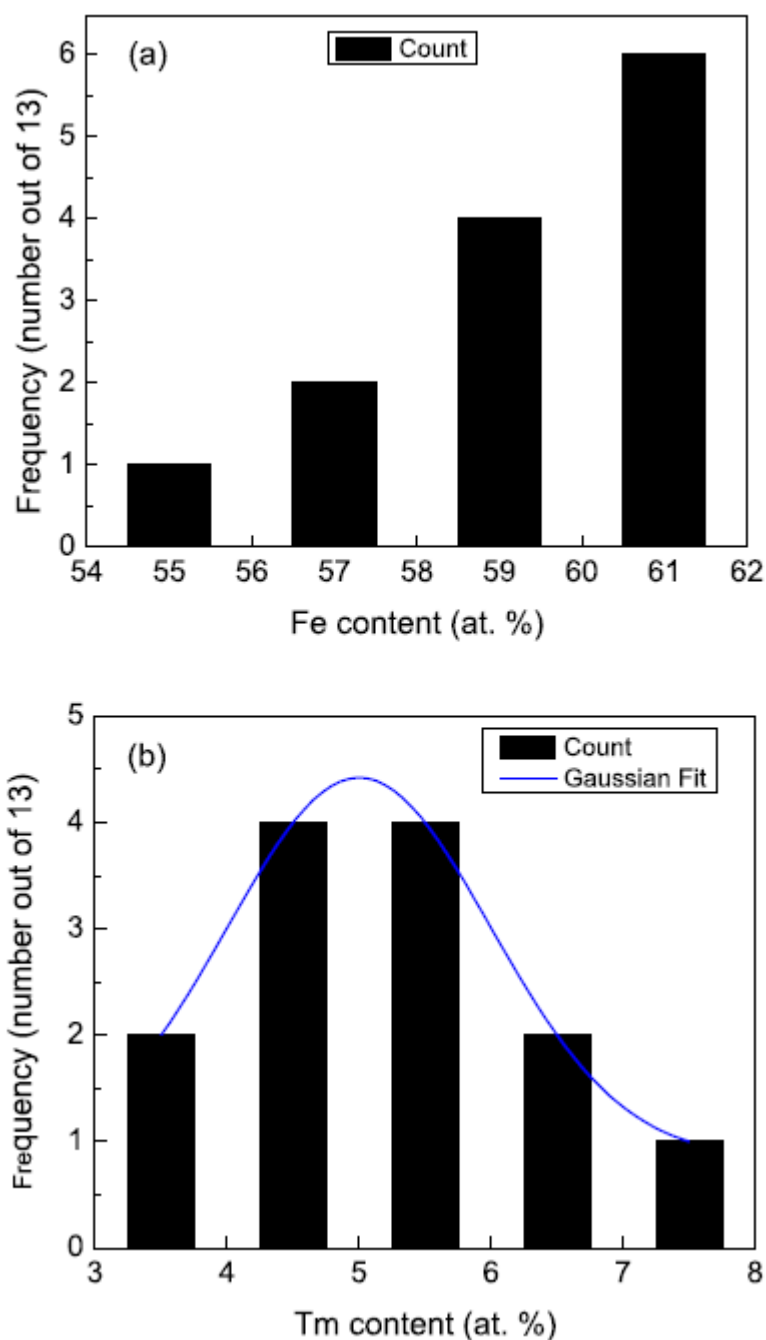 (a)
Count
Frequency (number out of 13)
6
5
4
3
2
1
0
54 55 56 57 58 59 60 61 62
Fe content (at. %)
(b)
Count
Gaussian Fit
Frequency (number out of 13)
5
4
3
2
1
0
3 4 5 6 7 8
Tm content (at. %)